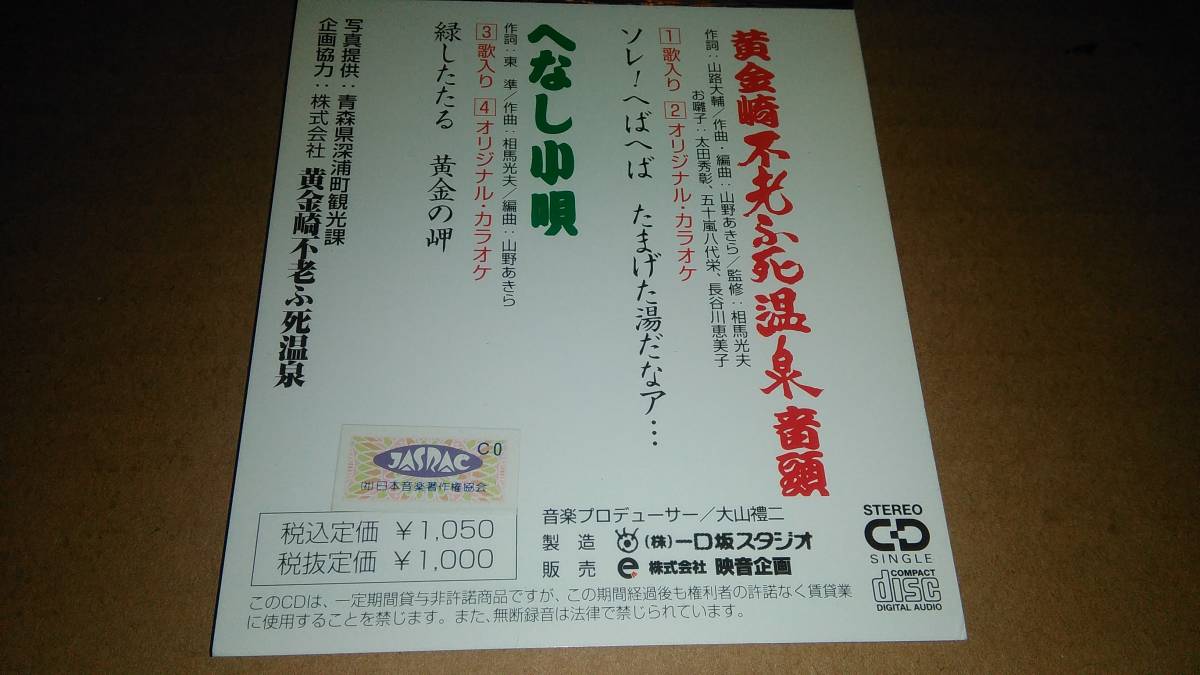 黄金崎不老ふ死温泉音頭
作詞：山路大輔／作曲・編曲：山野あきら／監修：相馬光夫
お囃子：太田秀彰、五十嵐八代栄、長谷川恵美子
1 歌入り 2 オリジナル・カラオケ
ソレ！へばへば たまげた湯だなア…
へなし小唄
作詞：東 準／作曲：相馬光夫／編曲：山野あきら
3 歌入り 4 オリジナル・カラオケ
緑したたる 黄金の岬
写真提供：青森県深浦町観光課
企画協力：株式会社 黄金崎不老ふ死温泉
C0
JASRAC
(社)日本音楽著作権協会
税込定価 ￥1,050
税抜定価 ￥1,000
音楽プロデューサー／大山禮二
製造 (株)一口坂スタジオ
販売 e 株式会社 映音企画
STEREO
CD
SINGLE
COMPACT
disc
DIGITAL AUDIO
このCDは、一定期間貸与非許諾商品ですが、この期間経過後も権利者の許諾なく賃貸業
に使用することを禁じます。また、無断録音は法律で禁じられています。